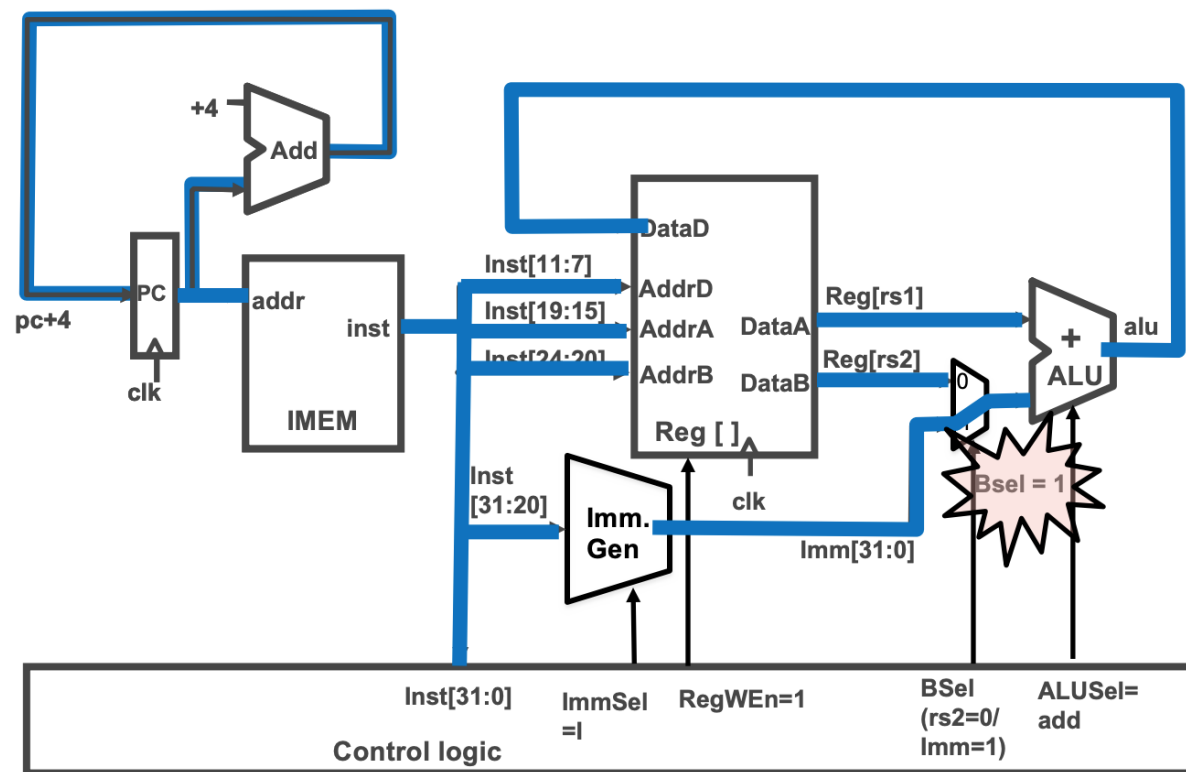 +4
Add
PC
pc+4
clk
addr
inst
IMEM
Inst[11:7]
Inst[19:15]
Inst[24:20]
Inst
[31:20]
DataD
AddrD
AddrA
AddrB
DataA
DataB
Reg [ ]
clk
Reg[rs1]
Reg[rs2]
0
1
+
ALU
alu
Imm.
Gen
Imm[31:0]
Bsel = 1
Inst[31:0]
ImmSel
=I
RegWEn=1
BSel
(rs2=0/
Imm=1)
ALUSel=
add
Control logic